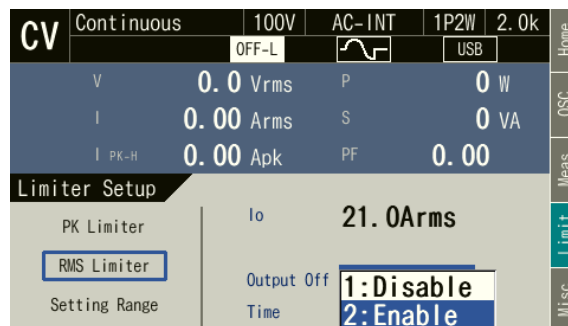 CV Continuous 100V AC-INT 1P2W 2.0k
OFF-L USB
V 0.0 Vrms P 0 W
I 0.00 Arms S 0 VA
I PK-H 0.00 Apk PF 0.00
Limiter Setup
PK Limiter
RMS Limiter
Setting Range
Io 21.0Arms
Output Off
Time
1:Disable
2:Enable
Home
OSC
Meas
Limit
Misc